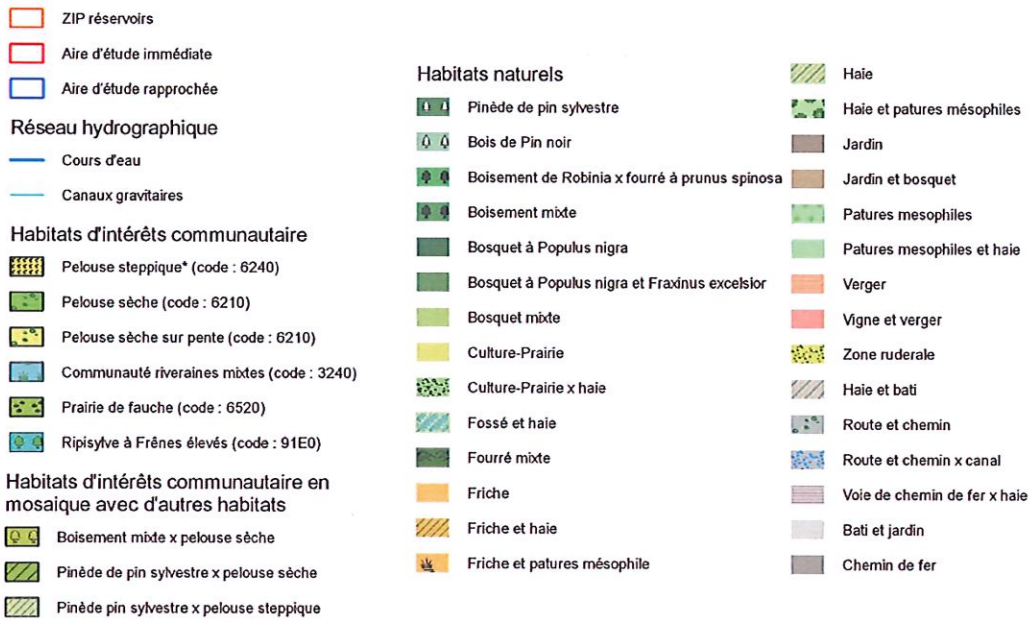 ZIP réservoirs
Aire d'étude immédiate
Aire d'étude rapprochée
Réseau hydrographique
Cours d'eau
Canaux gravitaires
Habitats d'intérêts communautaire
Pelouse steppique* (code : 6240)
Pelouse sèche (code : 6210)
Pelouse sèche sur pente (code : 6210)
Communauté riveraines mixtes (code : 3240)
Prairie de fauche (code : 6520)
Ripisylve à Frênes élevés (code : 91E0)
Habitats d'intérêts communautaire en
mosaique avec d'autres habitats
Boisement mixte x pelouse sèche
Pinède de pin sylvestre x pelouse sèche
Pinède pin sylvestre x pelouse steppique
Habitats naturels
Pinède de pin sylvestre
Bois de Pin noir
Boisement de Robinia x fourré à prunus spinosa
Boisement mixte
Bosquet à Populus nigra
Bosquet à Populus nigra et Fraxinus excelsior
Bosquet mixte
Culture-Prairie
Culture-Prairie x haie
Fossé et haie
Fourré mixte
Friche
Friche et haie
Friche et patures mésophile
Haie
Haie et patures mésophiles
Jardin
Jardin et bosquet
Patures mesophiles
Patures mesophiles et haie
Verger
Vigne et verger
Zone ruderale
Haie et bati
Route et chemin
Route et chemin x canal
Voie de chemin de fer x haie
Bati et jardin
Chemin de fer